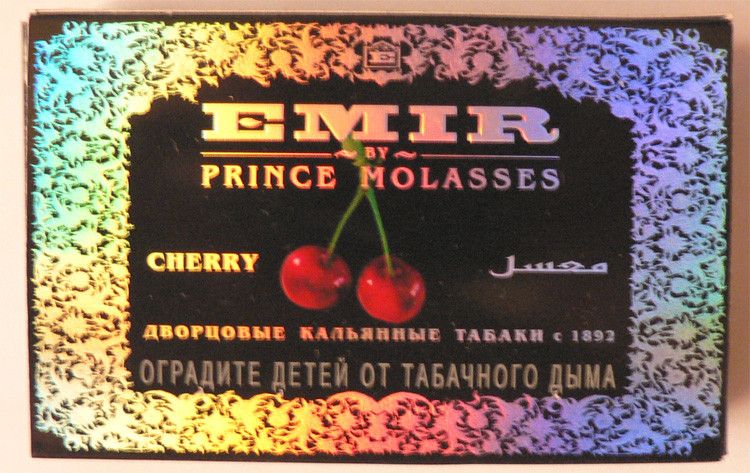 E
EMIR
~ BY ~
PRINCE MOLASSES
CHERRY
معسل
ДВОРЦОВЫЕ КАЛЬЯННЫЕ ТАБАКИ с 1892
ОГРАДИТЕ ДЕТЕЙ ОТ ТАБАЧНОГО ДЫМА